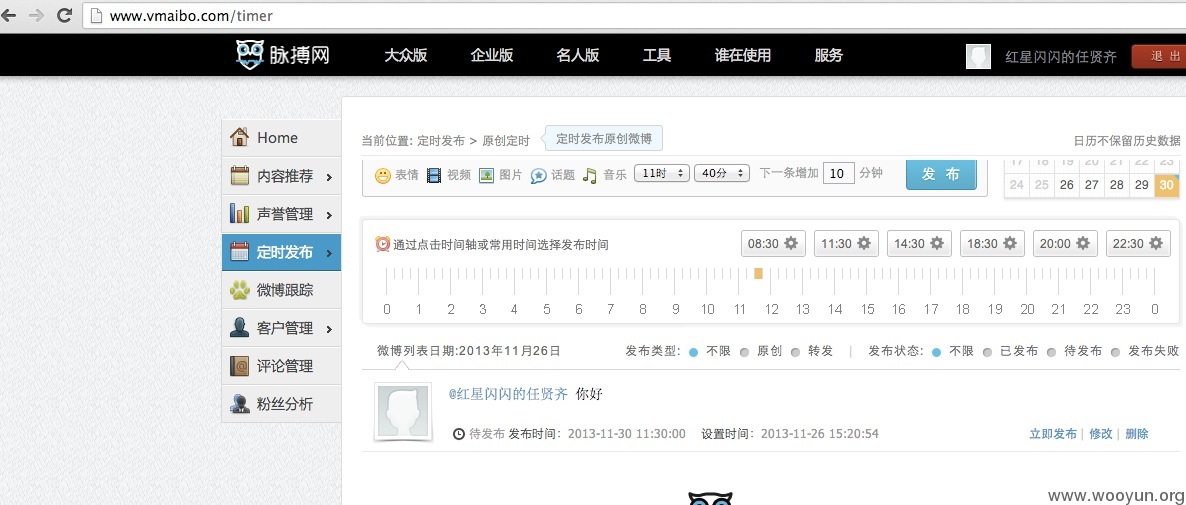 www.vmaibo.com/timer
脉搏网 大众版 企业版 名人版 工具 谁在使用 服务 红星闪闪的任贤齐 退 出
当前位置: 定时发布 > 原创定时 定时发布原创微博 日历不保留历史数据
Home
内容推荐
声誉管理
定时发布
微博跟踪
客户管理
评论管理
粉丝分析
表情 视频 图片 话题 音乐 11时 40分 下一条增加 10 分钟 发 布
17 18 19 20 21 22 23
24 25 26 27 28 29 30
通过点击时间轴或常用时间选择发布时间 08:30 11:30 14:30 18:30 20:00 22:30
0 1 2 3 4 5 6 7 8 9 10 11 12 13 14 15 16 17 18 19 20 21 22 23 0
微博列表日期:2013年11月26日 发布类型: 不限 原创 转发 | 发布状态: 不限 已发布 待发布 发布失败
@红星闪闪的任贤齐 你好
待发布 发布时间: 2013-11-30 11:30:00 设置时间: 2013-11-26 15:20:54 立即发布 | 修改 | 删除
www.wooyun.org